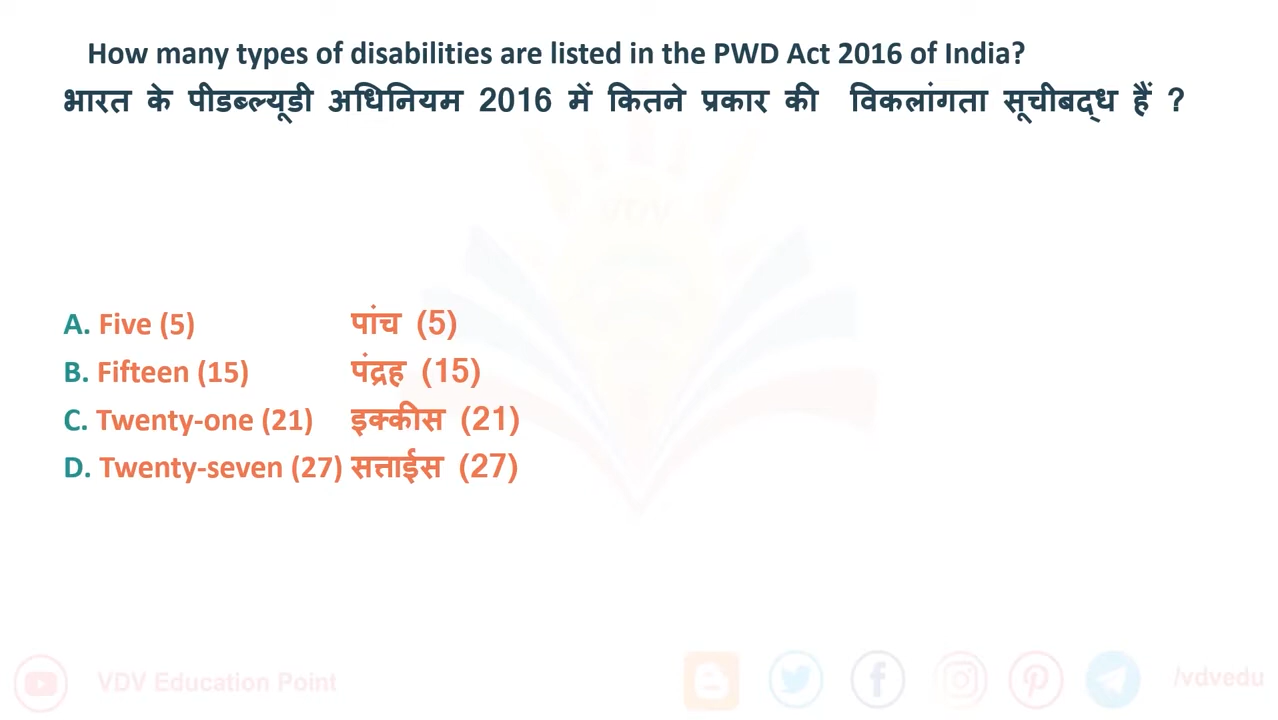 How many types of disabilities are listed in the PWD Act 2016 of India?
भारत के पीडब्ल्यूडी अधिनियम 2016 में कितने प्रकार की विकलांगता सूचीबद्ध हैं ?
VDV
A. Five (5) पांच (5)
B. Fifteen (15) पंद्रह (15)
C. Twenty-one (21) इक्कीस (21)
D. Twenty-seven (27) सत्ताईस (27)
VDV Education Point /vdvedu